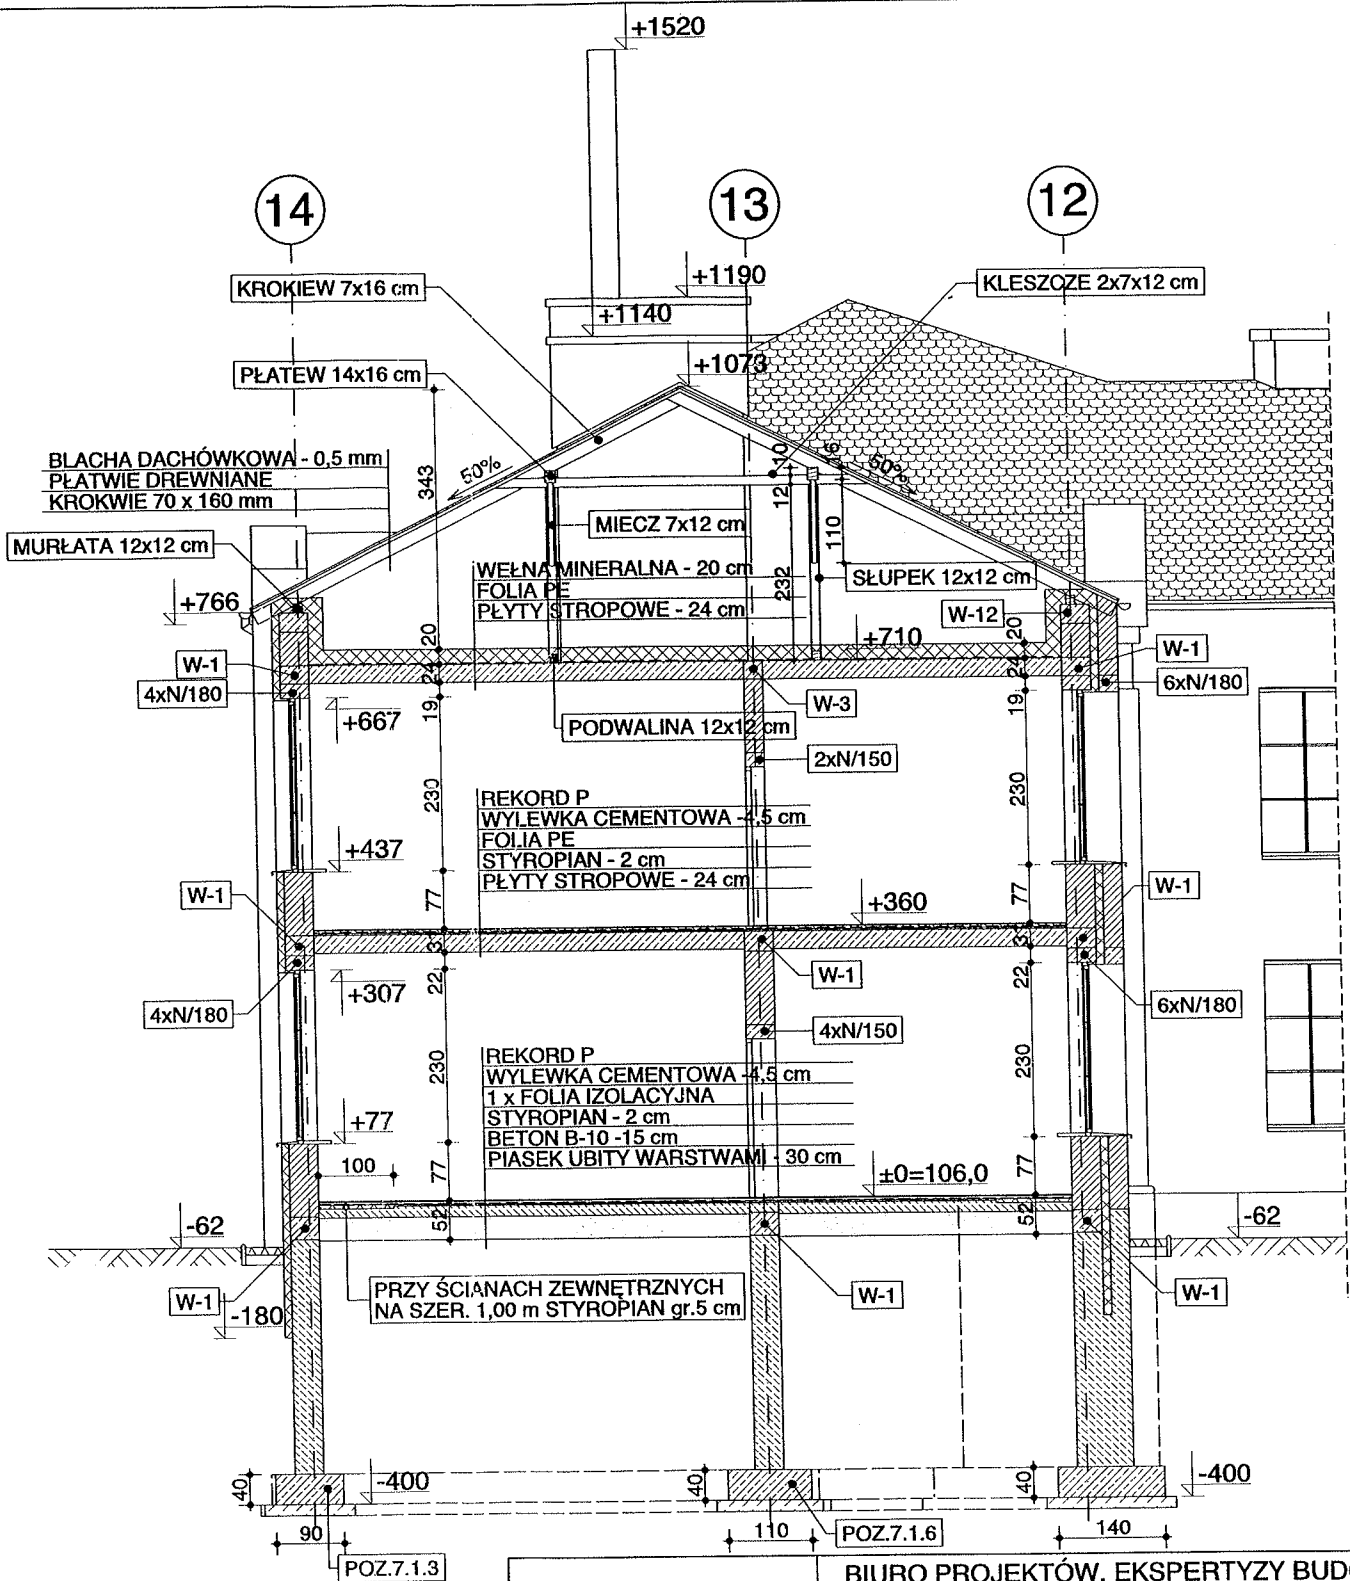 +1520
14
13
12
+1190
KROKIEW 7x16 cm
KLESZCZE 2x7x12 cm
+1140
PŁATEW 14x16 cm
+1073
BLACHA DACHÓWKOWA - 0,5 mm
PŁATWIE DREWNIANE
KROKWIE 70 x 160 mm
50%
50%
343
10
16
12
110
232
MIECZ 7x12 cm
MURŁATA 12x12 cm
WEŁNA MINERALNA - 20 cm
FOLIA PE
PŁYTY STROPOWE - 24 cm
SŁUPEK 12x12 cm
+766
W-12
20
20
+710
W-1
W-1
24
24
4xN/180
6xN/180
19
19
+667
W-3
PODWALINA 12x12 cm
2xN/150
230
230
REKORD P
WYLEWKA CEMENTOWA -4,5 cm
FOLIA PE
STYROPIAN - 2 cm
PŁYTY STROPOWE - 24 cm
+437
W-1
77
77
W-1
+360
W-1
22
22
+307
4xN/180
6xN/180
4xN/150
230
230
REKORD P
WYLEWKA CEMENTOWA -4,5 cm
1 x FOLIA IZOLACYJNA
STYROPIAN - 2 cm
BETON B-10 -15 cm
PIASEK UBITY WARSTWAMI - 30 cm
+77
100
77
77
±0=106,0
52
52
-62
-62
PRZY ŚCIANACH ZEWNĘTRZNYCH
NA SZER. 1,00 m STYROPIAN gr.5 cm
W-1
W-1
W-1
-180
40
-400
40
40
-400
90
110
140
POZ.7.1.6
POZ.7.1.3
BIURO PROJEKTÓW, EKSPERTYZY BUD